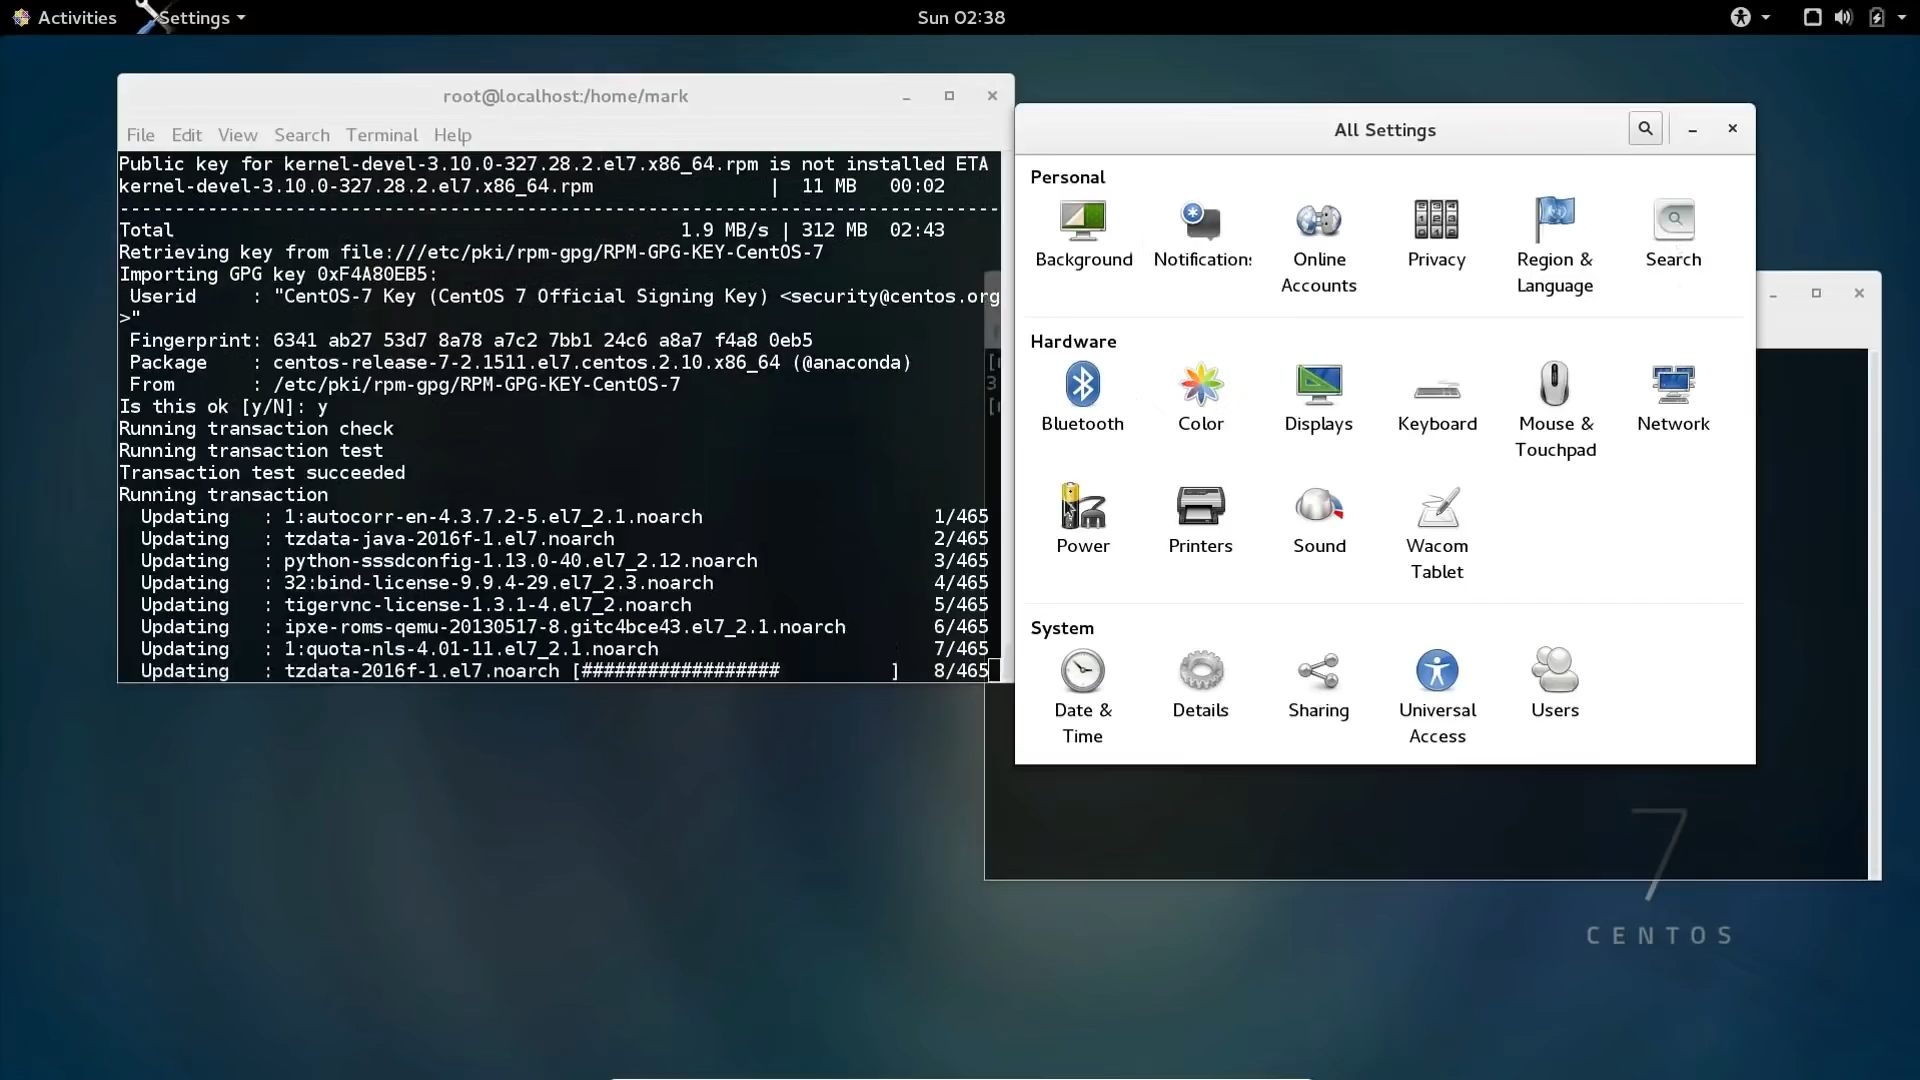 Activities
Settings
Sun 02:38
root@localhost:/home/mark
File Edit View Search Terminal Help
Public key for kernel-devel-3.10.0-327.28.2.el7.x86_64.rpm is not installed ETA
kernel-devel-3.10.0-327.28.2.el7.x86_64.rpm | 11 MB 00:02
--------------------------------------------------------------------------------
Total 1.9 MB/s | 312 MB 02:43
Retrieving key from file:///etc/pki/rpm-gpg/RPM-GPG-KEY-CentOS-7
Importing GPG key 0xF4A80EB5:
Userid : "CentOS-7 Key (CentOS 7 Official Signing Key) <security@centos.org
>"
Fingerprint: 6341 ab27 53d7 8a78 a7c2 7bb1 24c6 a8a7 f4a8 0eb5
Package : centos-release-7-2.1511.el7.centos.2.10.x86_64 (@anaconda)
From : /etc/pki/rpm-gpg/RPM-GPG-KEY-CentOS-7
Is this ok [y/N]: y
Running transaction check
Running transaction test
Transaction test succeeded
Running transaction
Updating : 1:autocorr-en-4.3.7.2-5.el7_2.1.noarch 1/465
Updating : tzdata-java-2016f-1.el7.noarch 2/465
Updating : python-sssdconfig-1.13.0-40.el7_2.12.noarch 3/465
Updating : 32:bind-license-9.9.4-29.el7_2.3.noarch 4/465
Updating : tigervnc-license-1.3.1-4.el7_2.noarch 5/465
Updating : ipxe-roms-qemu-20130517-8.gitc4bce43.el7_2.1.noarch 6/465
Updating : 1:quota-nls-4.01-11.el7_2.1.noarch 7/465
Updating : tzdata-2016f-1.el7.noarch [################## ] 8/465
All Settings
Personal
Background
Notifications
Online
Accounts
Privacy
Region &
Language
Search
Hardware
Bluetooth
Color
Displays
Keyboard
Mouse &
Touchpad
Network
Power
Printers
Sound
Wacom
Tablet
System
Date &
Time
Details
Sharing
Universal
Access
Users
7
CENTOS